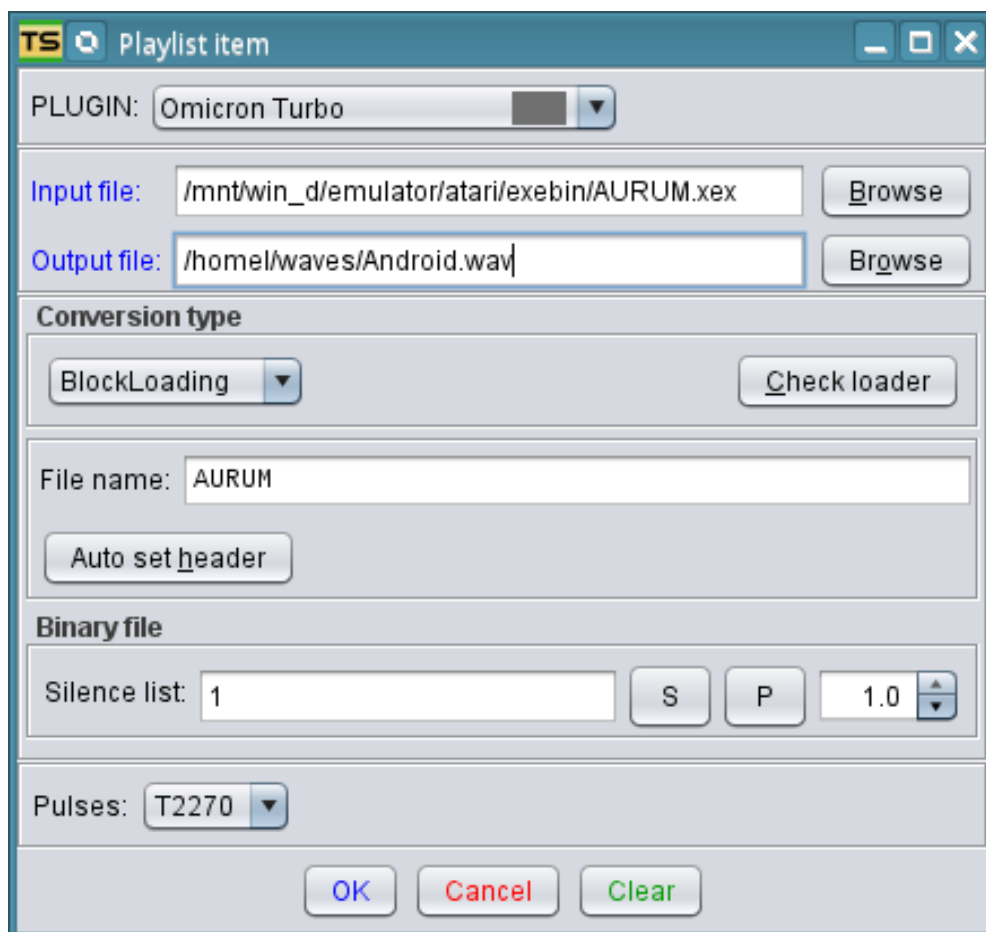 TS Playlist item
PLUGIN: Omicron Turbo
Input file: /mnt/win_d/emulator/atari/exebin/AURUM.xex Browse
Output file: /homel/waves/Android.wav Browse
Conversion type
BlockLoading Check loader
File name: AURUM
Auto set header
Binary file
Silence list: 1 S P 1.0
Pulses: T2270
OK Cancel Clear